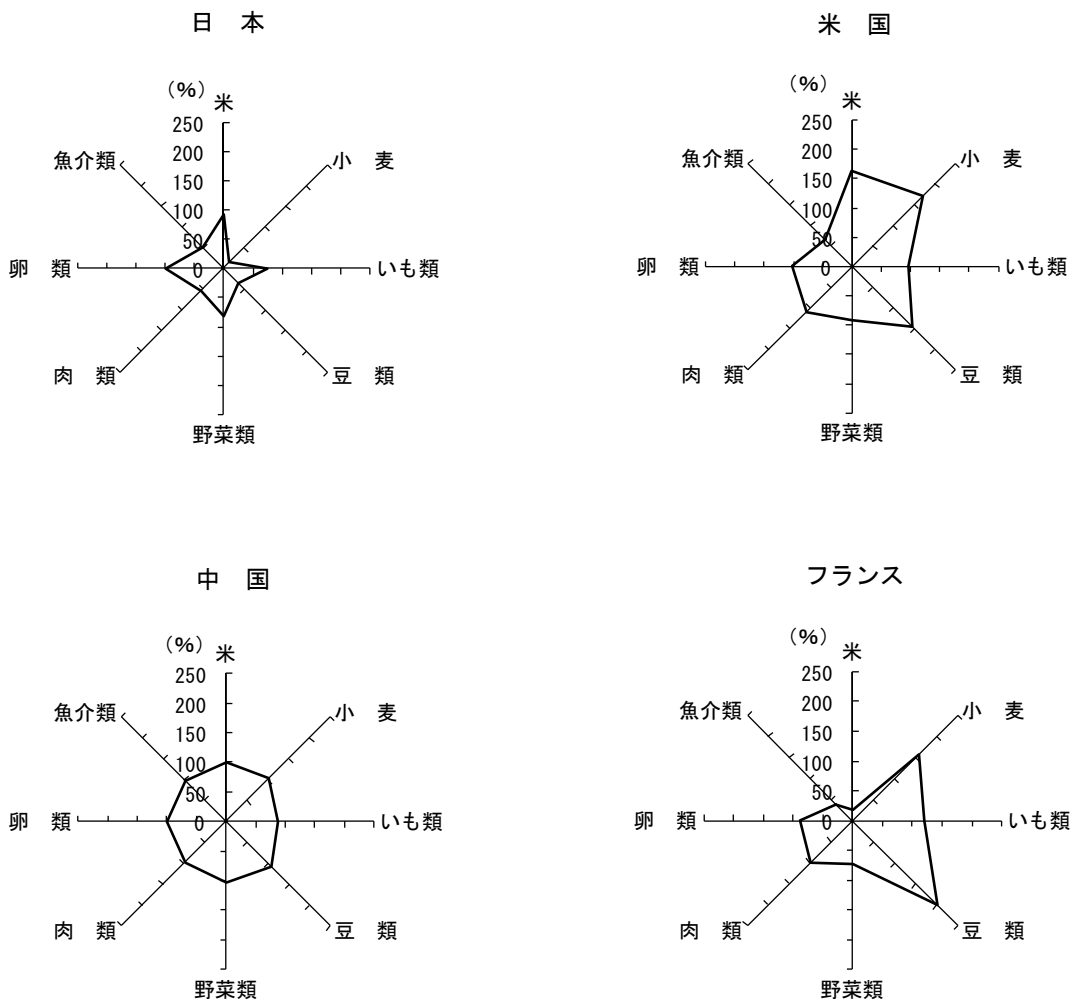 日　本
（%）
米
250
200
150
100
50
0
魚介類
小　麦
卵　類
いも類
肉　類
豆　類
野菜類
米　国
（%）
米
250
200
150
100
50
0
魚介類
小　麦
卵　類
いも類
肉　類
豆　類
野菜類
中　国
（%）
米
250
200
150
100
50
0
魚介類
小　麦
卵　類
いも類
肉　類
豆　類
野菜類
フランス
（%）
米
250
200
150
100
50
0
魚介類
小　麦
卵　類
いも類
肉　類
豆　類
野菜類